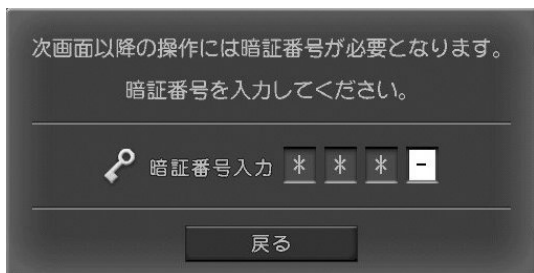 次画面以降の操作には暗証番号が必要となります。
暗証番号を入力してください。
暗証番号入力 * * * -
戻る